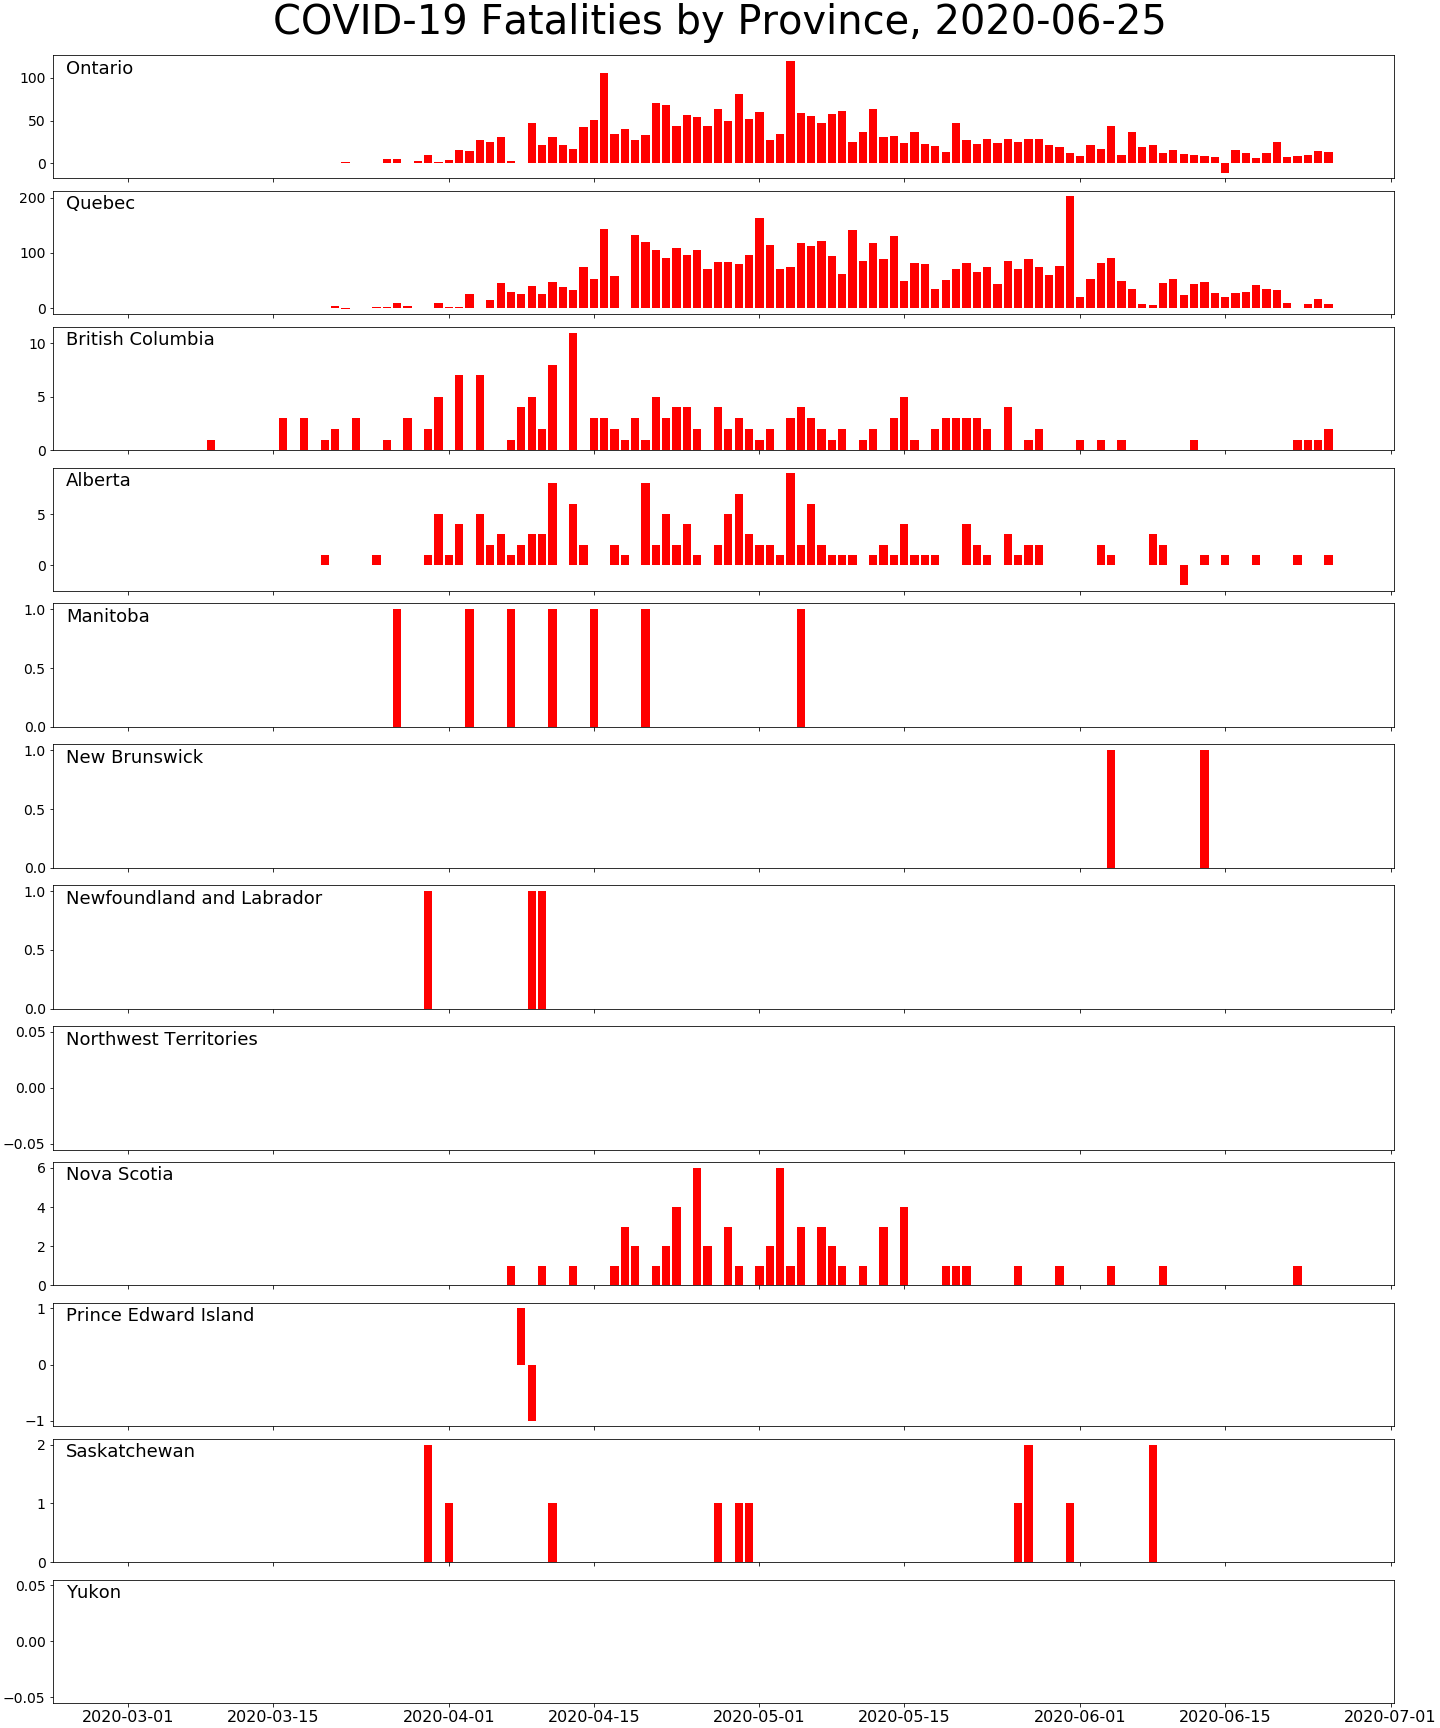 COVID-19 Fatalities by Province, 2020-06-25
Ontario
100
50
0
Quebec
200
100
0
British Columbia
10
5
0
Alberta
5
0
Manitoba
1.0
0.5
0.0
New Brunswick
1.0
0.5
0.0
Newfoundland and Labrador
1.0
0.5
0.0
Northwest Territories
0.05
0.00
−0.05
Nova Scotia
6
4
2
0
Prince Edward Island
1
0
−1
Saskatchewan
2
1
0
Yukon
0.05
0.00
−0.05
2020-03-01 2020-03-15 2020-04-01 2020-04-15 2020-05-01 2020-05-15 2020-06-01 2020-06-15 2020-07-01